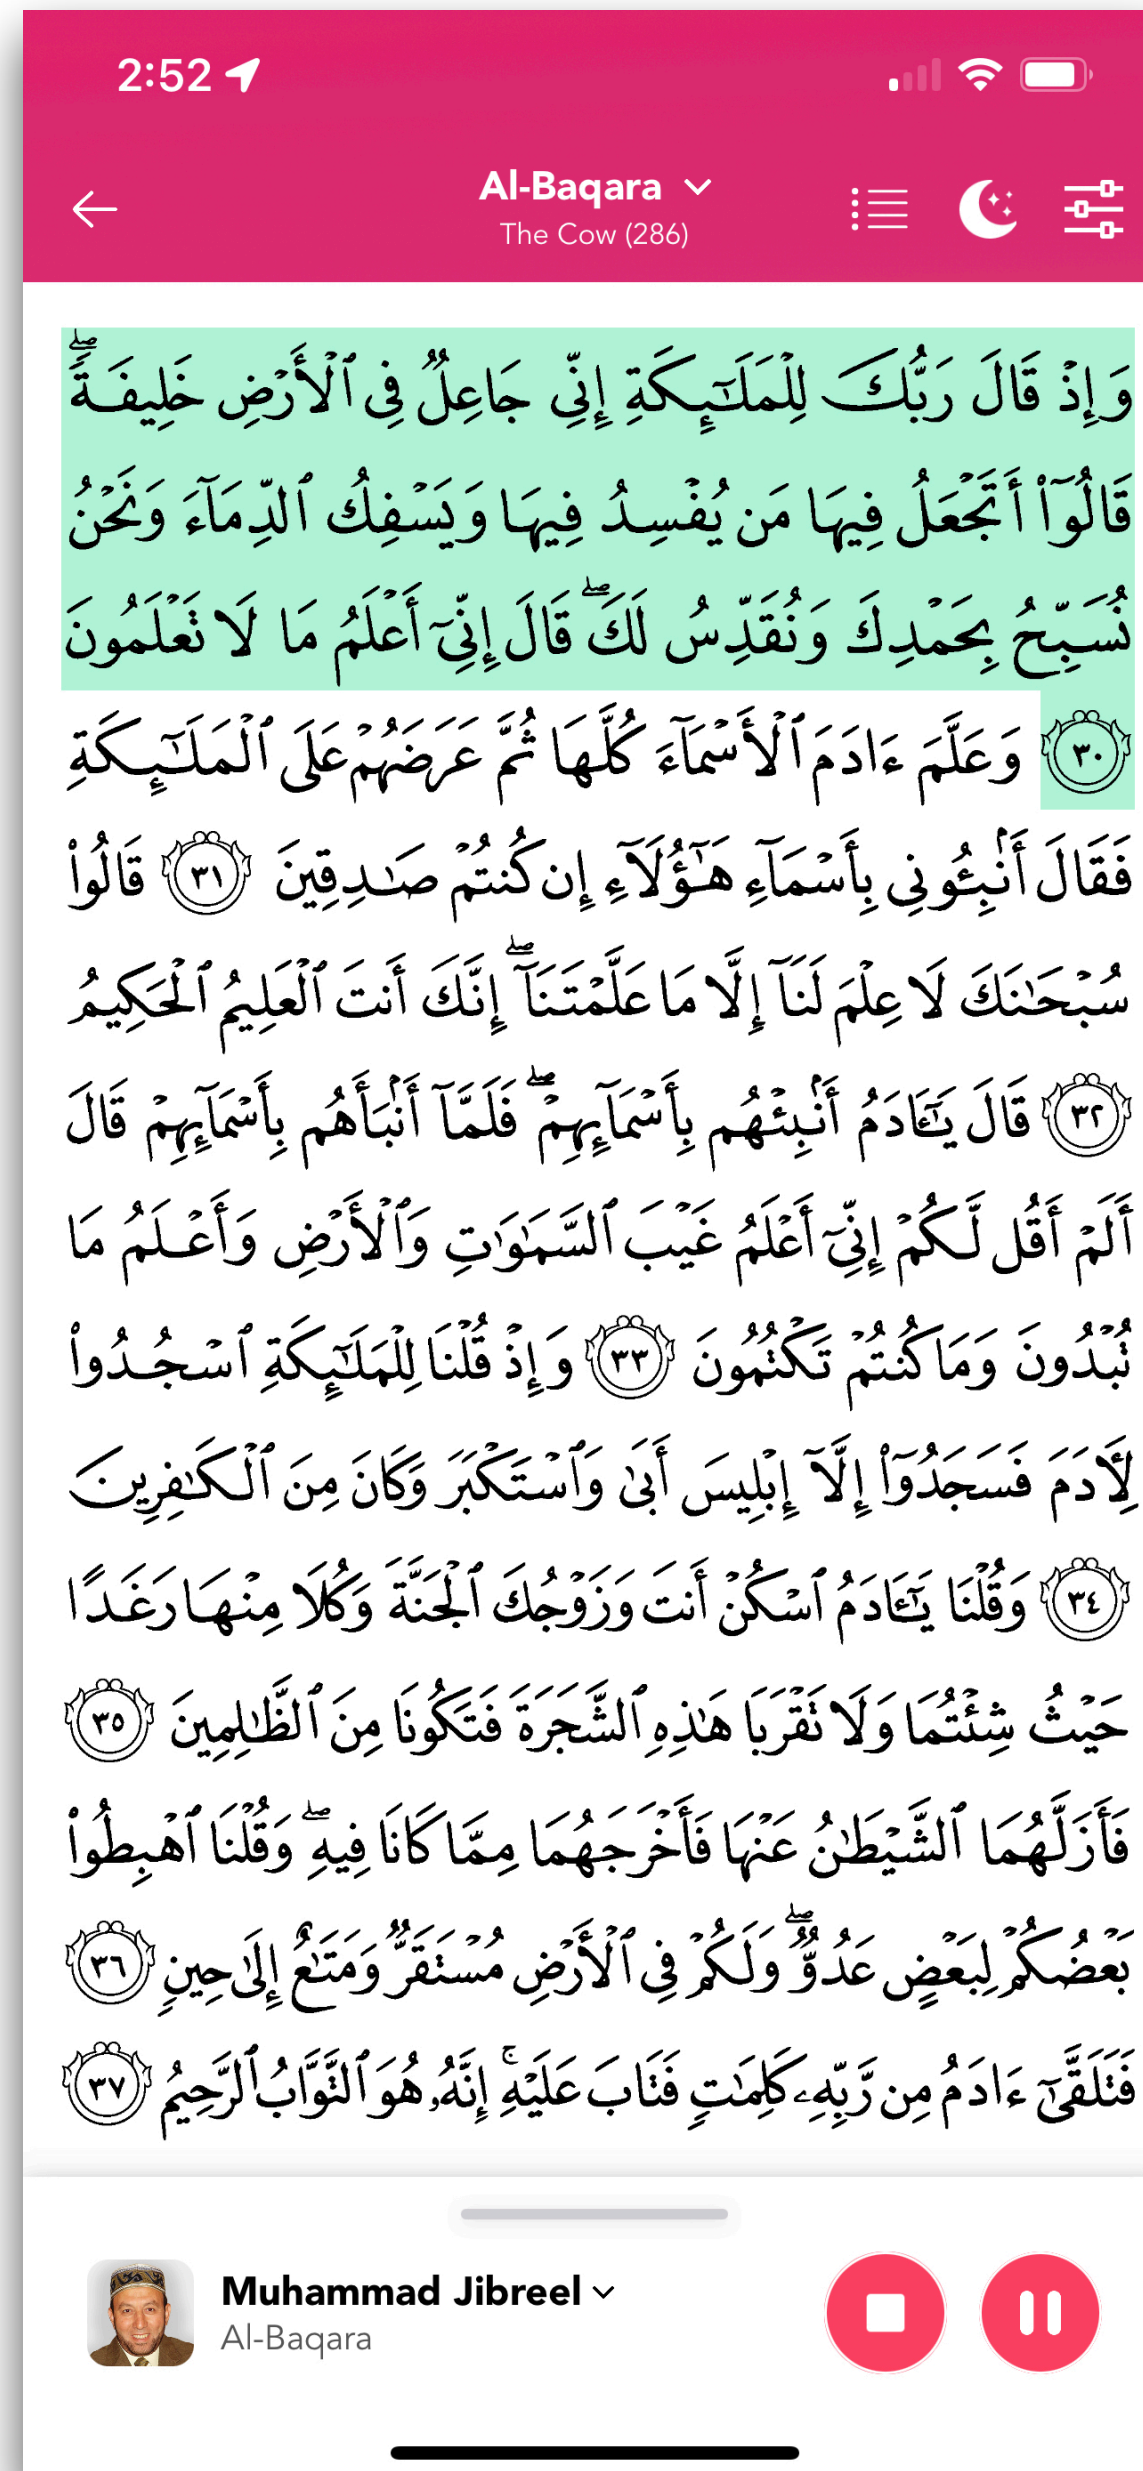 2:52
Al-Baqara
The Cow (286)
وَإِذْ قَالَ رَبُّكَ لِلْمَلَـٰٓئِكَةِ إِنِّى جَاعِلٌ فِى ٱلْأَرْضِ خَلِيفَةً ۖ
قَالُوٓا۟ أَتَجْعَلُ فِيهَا مَن يُفْسِدُ فِيهَا وَيَسْفِكُ ٱلدِّمَآءَ وَنَحْنُ
نُسَبِّحُ بِحَمْدِكَ وَنُقَدِّسُ لَكَ ۖ قَالَ إِنِّىٓ أَعْلَمُ مَا لَا تَعْلَمُونَ
٣٠ وَعَلَّمَ ءَادَمَ ٱلْأَسْمَآءَ كُلَّهَا ثُمَّ عَرَضَهُمْ عَلَى ٱلْمَلَـٰٓئِكَةِ
فَقَالَ أَنۢبِـُٔونِى بِأَسْمَآءِ هَـٰٓؤُلَآءِ إِن كُنتُمْ صَـٰدِقِينَ ٣١ قَالُوا۟
سُبْحَـٰنَكَ لَا عِلْمَ لَنَآ إِلَّا مَا عَلَّمْتَنَآ ۖ إِنَّكَ أَنتَ ٱلْعَلِيمُ ٱلْحَكِيمُ
٣٢ قَالَ يَـٰٓـَٔادَمُ أَنۢبِئْهُم بِأَسْمَآئِهِمْ ۖ فَلَمَّآ أَنۢبَأَهُم بِأَسْمَآئِهِمْ قَالَ
أَلَمْ أَقُل لَّكُمْ إِنِّىٓ أَعْلَمُ غَيْبَ ٱلسَّمَـٰوَٰتِ وَٱلْأَرْضِ وَأَعْلَمُ مَا
تُبْدُونَ وَمَا كُنتُمْ تَكْتُمُونَ ٣٣ وَإِذْ قُلْنَا لِلْمَلَـٰٓئِكَةِ ٱسْجُدُوا۟
لِـَٔادَمَ فَسَجَدُوٓا۟ إِلَّآ إِبْلِيسَ أَبَىٰ وَٱسْتَكْبَرَ وَكَانَ مِنَ ٱلْكَـٰفِرِينَ
٣٤ وَقُلْنَا يَـٰٓـَٔادَمُ ٱسْكُنْ أَنتَ وَزَوْجُكَ ٱلْجَنَّةَ وَكُلَا مِنْهَا رَغَدًا
حَيْثُ شِئْتُمَا وَلَا تَقْرَبَا هَـٰذِهِ ٱلشَّجَرَةَ فَتَكُونَا مِنَ ٱلظَّـٰلِمِينَ ٣٥
فَأَزَلَّهُمَا ٱلشَّيْطَـٰنُ عَنْهَا فَأَخْرَجَهُمَا مِمَّا كَانَا فِيهِ ۖ وَقُلْنَا ٱهْبِطُوا۟
بَعْضُكُمْ لِبَعْضٍ عَدُوٌّ ۖ وَلَكُمْ فِى ٱلْأَرْضِ مُسْتَقَرٌّ وَمَتَـٰعٌ إِلَىٰ حِينٍ ٣٦
فَتَلَقَّىٰٓ ءَادَمُ مِن رَّبِّهِۦ كَلِمَـٰتٍ فَتَابَ عَلَيْهِ ۚ إِنَّهُۥ هُوَ ٱلتَّوَّابُ ٱلرَّحِيمُ ٣٧
Muhammad Jibreel
Al-Baqara